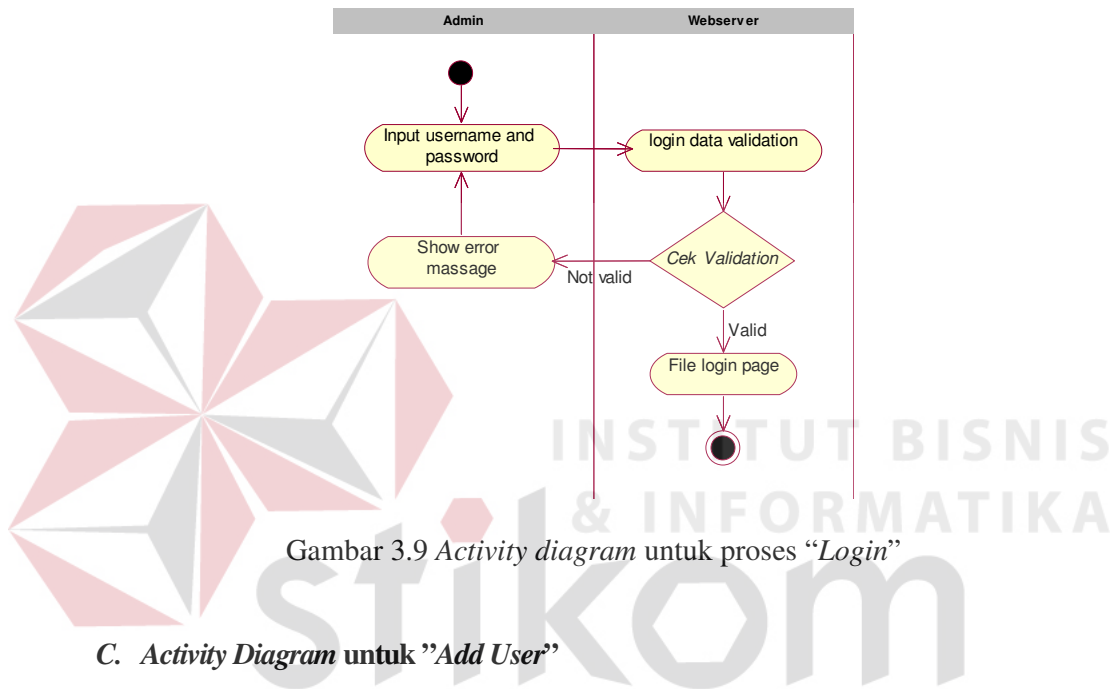 Admin
Webserver
Input username and
password
login data validation
Show error
massage
Cek Validation
Not valid
Valid
File login page
INSTITUT BISNIS
& INFORMATIKA
stikom
Gambar 3.9 Activity diagram untuk proses “Login”
C. Activity Diagram untuk ”Add User”